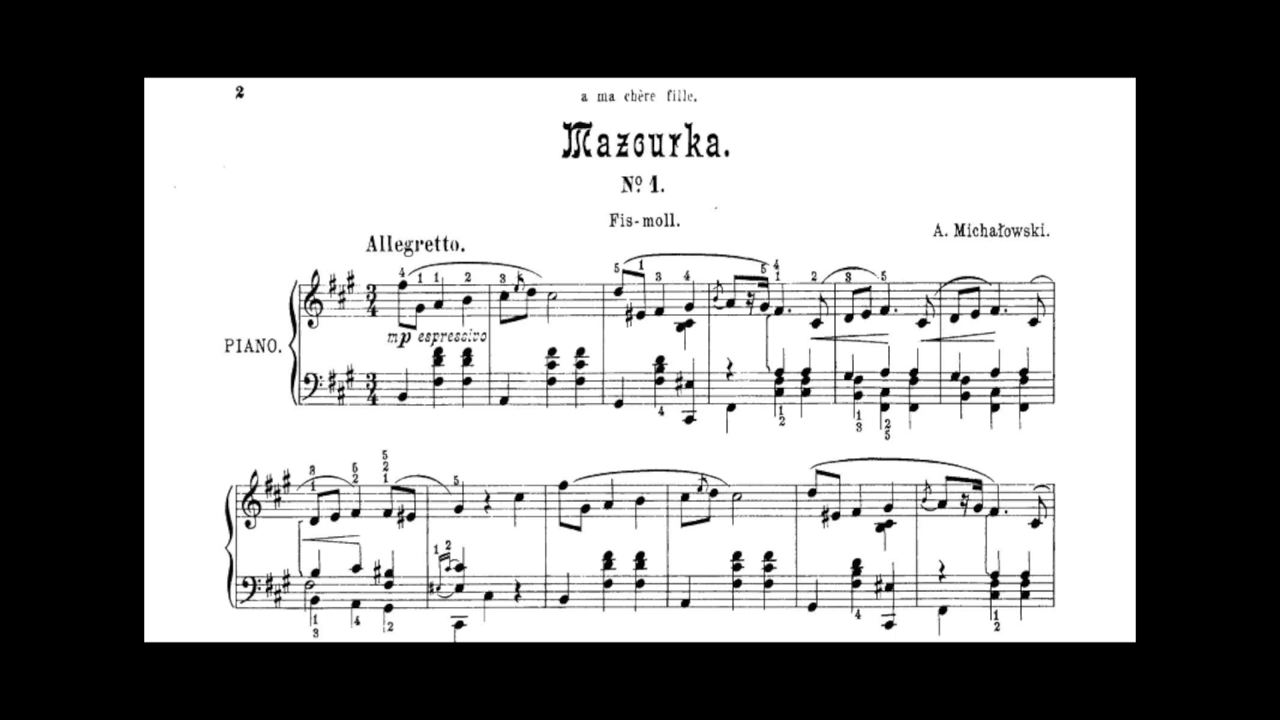 2
a ma chère fille.
Mazourka.
Nº 1.
Fis-moll.
A. Michałowski.
Allegretto.
mp espressivo
PIANO.